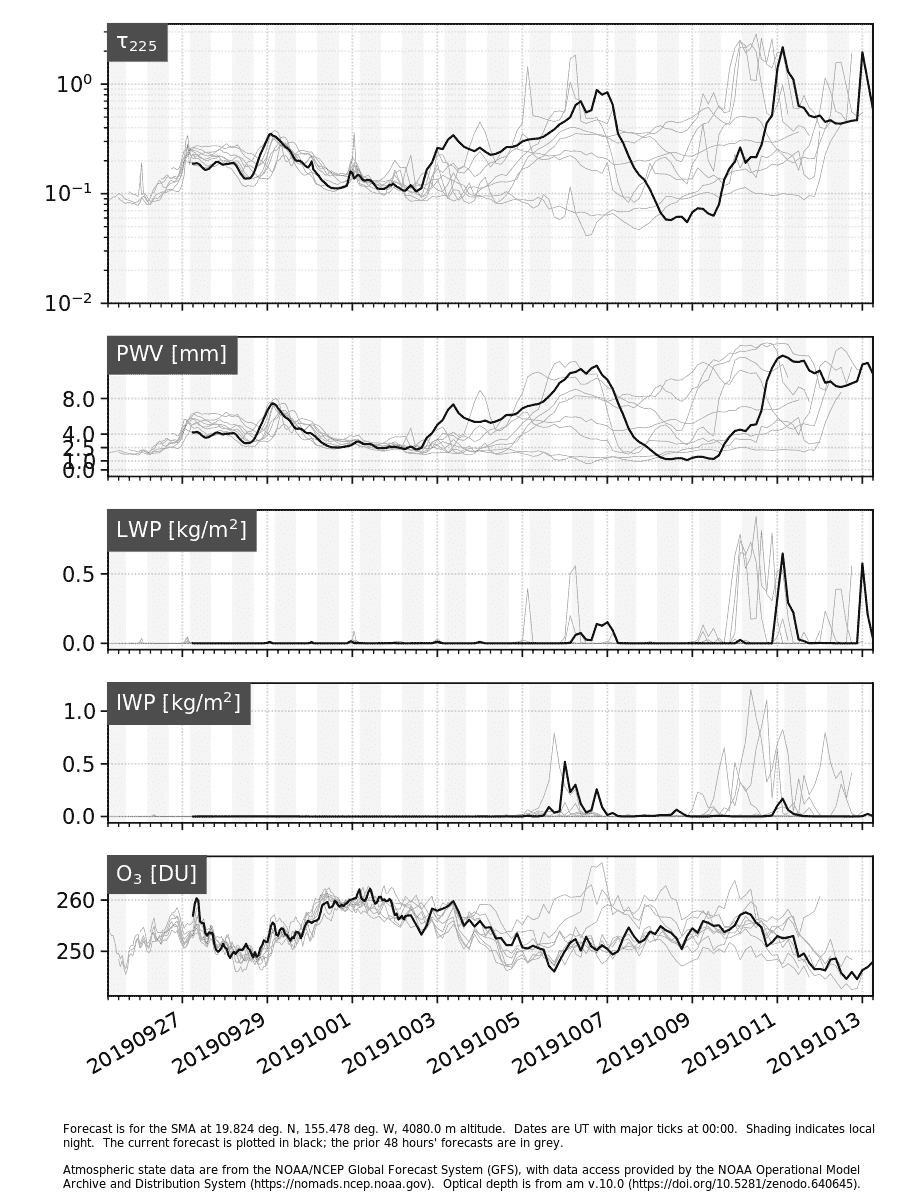 τ225
10⁰
10⁻¹
10⁻²
PWV [mm]
8.0
4.0
2.5
1.0
0.0
LWP [kg/m²]
0.5
0.0
IWP [kg/m²]
1.0
0.5
0.0
O₃ [DU]
260
250
20190927
20190929
20191001
20191003
20191005
20191007
20191009
20191011
20191013
Forecast is for the SMA at 19.824 deg. N, 155.478 deg. W, 4080.0 m altitude.  Dates are UT with major ticks at 00:00.  Shading indicates local
night.  The current forecast is plotted in black; the prior 48 hours' forecasts are in grey.
Atmospheric state data are from the NOAA/NCEP Global Forecast System (GFS), with data access provided by the NOAA Operational Model
Archive and Distribution System (https://nomads.ncep.noaa.gov).  Optical depth is from am v.10.0 (https://doi.org/10.5281/zenodo.640645).